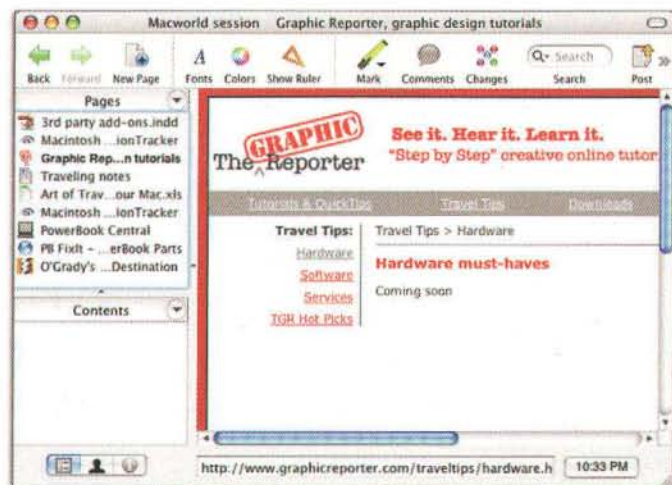 Macworld session Graphic Reporter, graphic design tutorials
Back Forward New Page Fonts Colors Show Ruler Mark Comments Changes Search Search Post
Pages
3rd party add-ons.indd
Macintosh ...ionTracker
Graphic Rep...n tutorials
Traveling notes
Art of Trav...our Mac.xls
Macintosh ...ionTracker
PowerBook Central
PB FixIt – ...erBook Parts
O'Grady's ...Destination
Contents
The GRAPHIC Reporter
See it. Hear it. Learn it.
"Step by Step" creative online tutor
Tutorials & QuickTips Travel Tips Downloads
Travel Tips:
Hardware
Software
Services
TGR Hot Picks
Travel Tips > Hardware
Hardware must-haves
Coming soon
http://www.graphicreporter.com/traveltips/hardware.h 10:33 PM